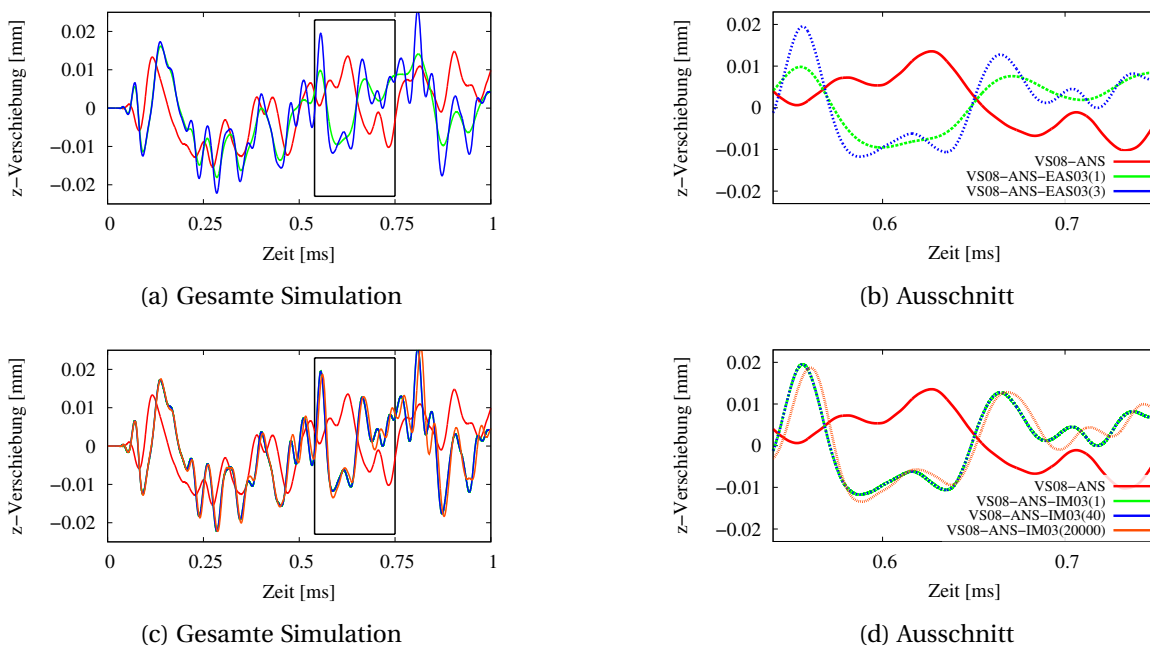 z−Verschiebung [mm]
0.02
0.01
0
−0.01
−0.02
0
0.25
0.5
0.75
1
Zeit [ms]
(a) Gesamte Simulation
z−Verschiebung [mm]
0.02
0.01
0
−0.01
−0.02
0.6
0.7
Zeit [ms]
VS08−ANS
VS08−ANS−EAS03(1)
VS08−ANS−EAS03(3)
(b) Ausschnitt
z−Verschiebung [mm]
0.02
0.01
0
−0.01
−0.02
0
0.25
0.5
0.75
1
Zeit [ms]
(c) Gesamte Simulation
z−Verschiebung [mm]
0.02
0.01
0
−0.01
−0.02
0.6
0.7
Zeit [ms]
VS08−ANS
VS08−ANS−IM03(1)
VS08−ANS−IM03(40)
VS08−ANS−IM03(20000)
(d) Ausschnitt